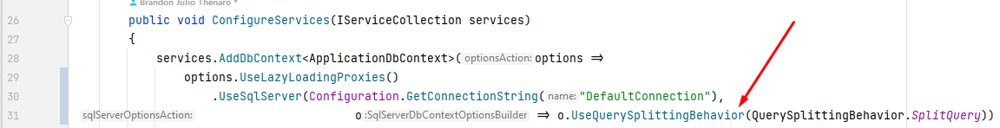 Brandon Julio Thenaro *
26 public void ConfigureServices(IServiceCollection services)
27 {
28 services.AddDbContext<ApplicationDbContext>( optionsAction: options =>
29 options.UseLazyLoadingProxies()
30 .UseSqlServer(Configuration.GetConnectionString( name: "DefaultConnection"),
31 sqlServerOptionsAction: o :SqlServerDbContextOptionsBuilder => o.UseQuerySplittingBehavior(QuerySplittingBehavior.SplitQuery))